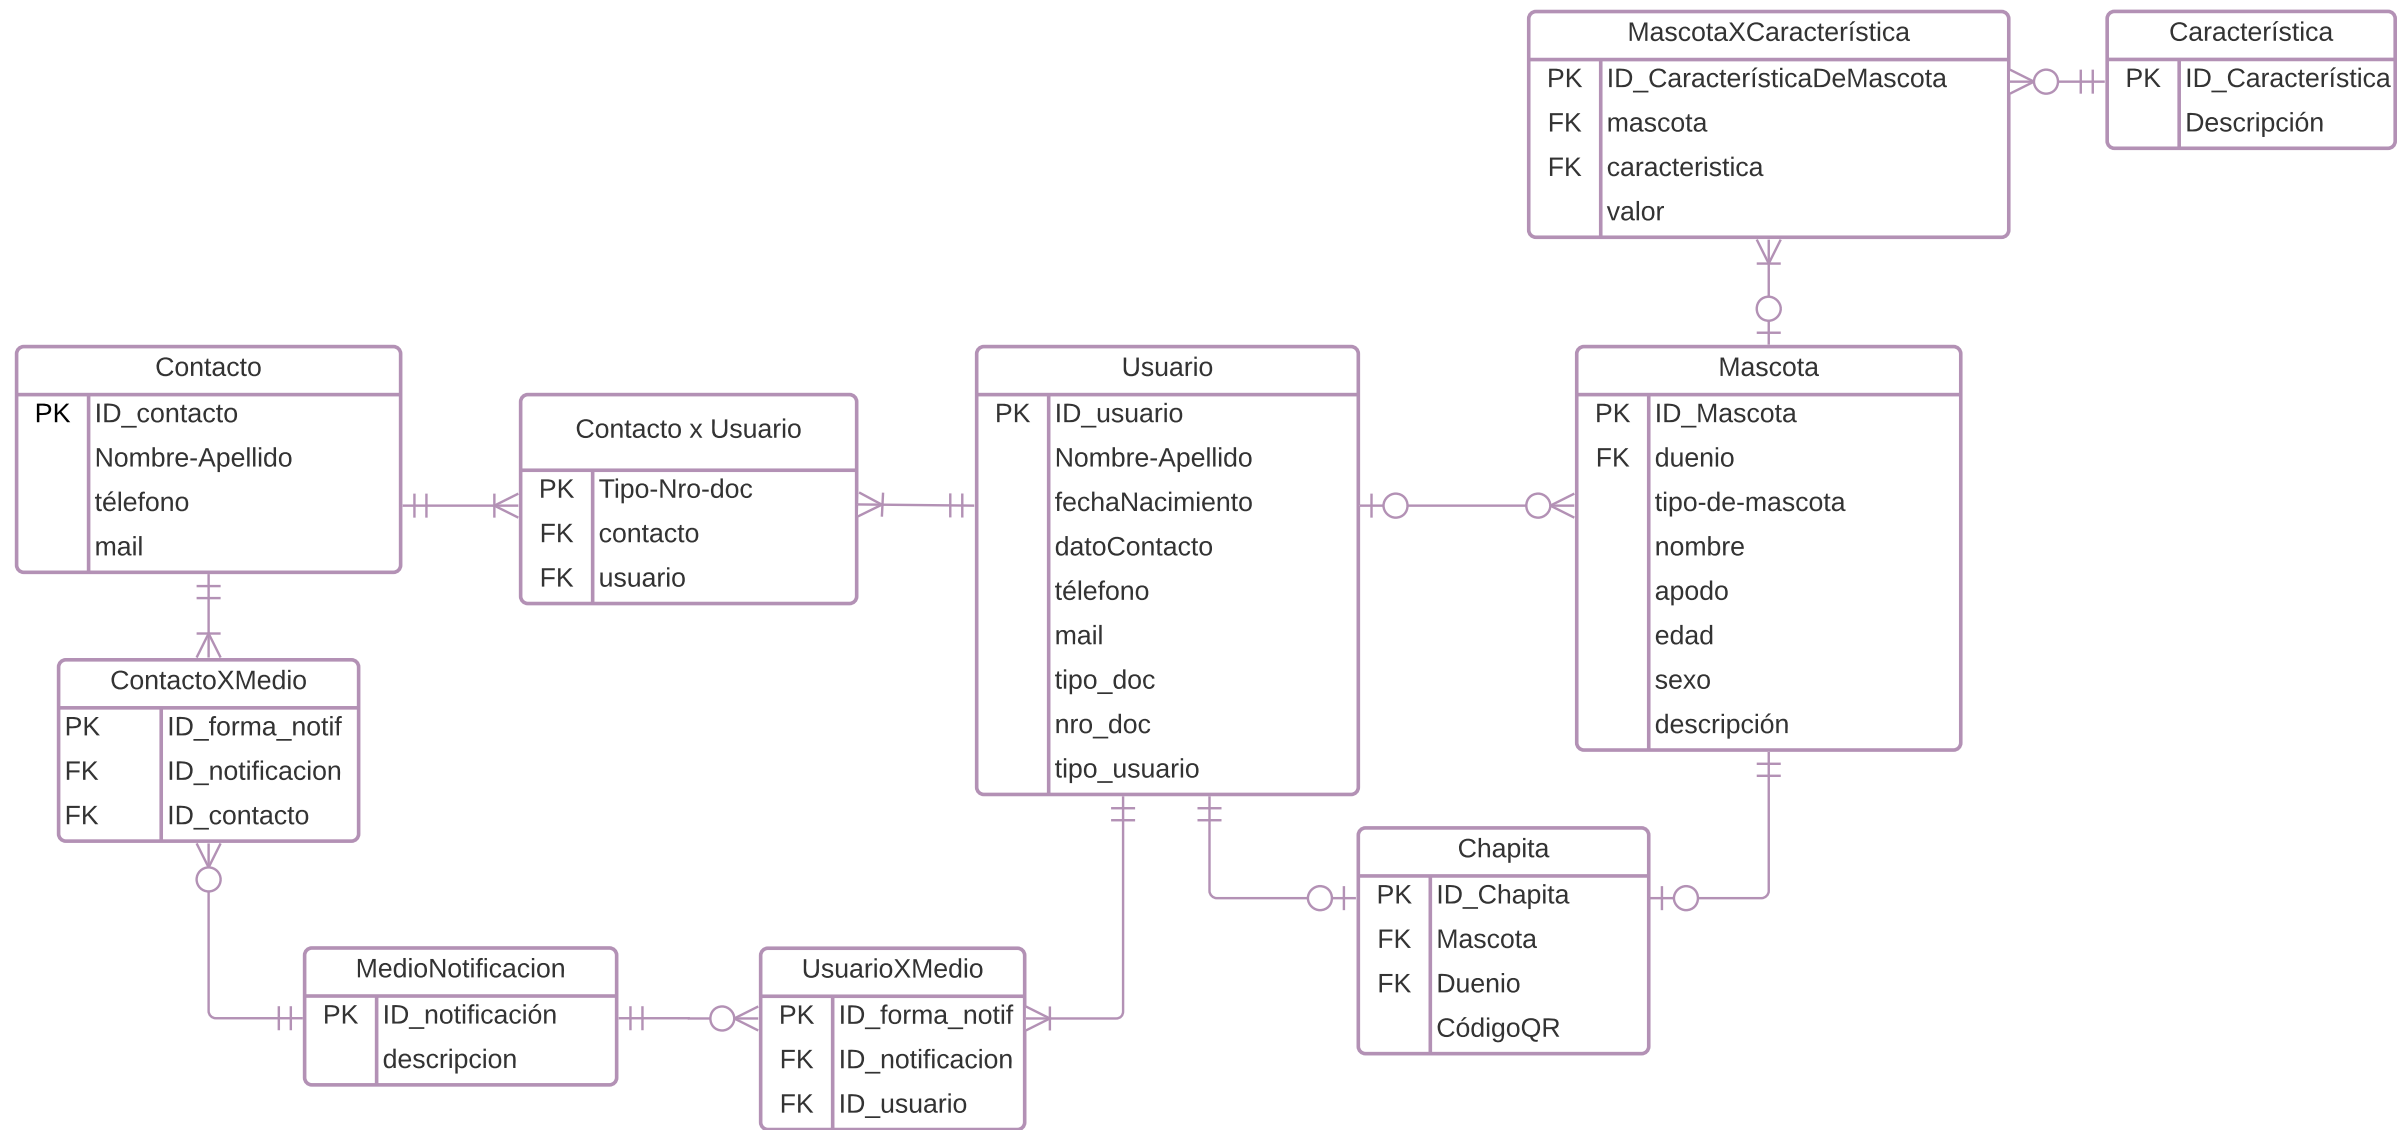 MascotaXCaracterística
PK ID_CaracterísticaDeMascota
FK mascota
FK caracteristica
valor
Característica
PK ID_Característica
Descripción
Contacto
PK ID_contacto
Nombre-Apellido
télefono
mail
Contacto x Usuario
PK Tipo-Nro-doc
FK contacto
FK usuario
Usuario
PK ID_usuario
Nombre-Apellido
fechaNacimiento
datoContacto
télefono
mail
tipo_doc
nro_doc
tipo_usuario
Mascota
PK ID_Mascota
FK duenio
tipo-de-mascota
nombre
apodo
edad
sexo
descripción
ContactoXMedio
PK ID_forma_notif
FK ID_notificacion
FK ID_contacto
Chapita
PK ID_Chapita
FK Mascota
FK Duenio
CódigoQR
MedioNotificacion
PK ID_notificación
descripcion
UsuarioXMedio
PK ID_forma_notif
FK ID_notificacion
FK ID_usuario